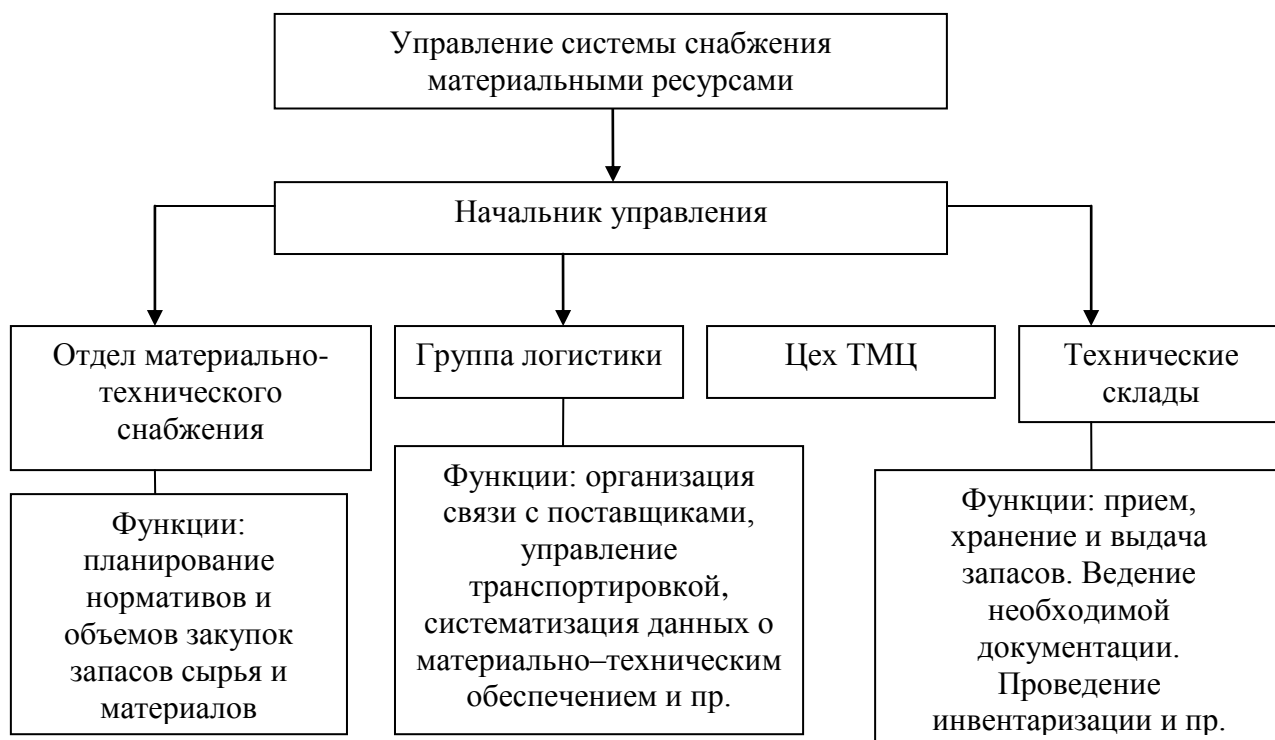 Управление системы снабжения
материальными ресурсами
Начальник управления
Отдел материально-
технического
снабжения
Группа логистики
Цех ТМЦ
Технические
склады
Функции:
планирование
нормативов и
объемов закупок
запасов сырья и
материалов
Функции: организация
связи с поставщиками,
управление
транспортировкой,
систематизация данных о
материально–техническим
обеспечением и пр.
Функции: прием,
хранение и выдача
запасов. Ведение
необходимой
документации.
Проведение
инвентаризации и пр.